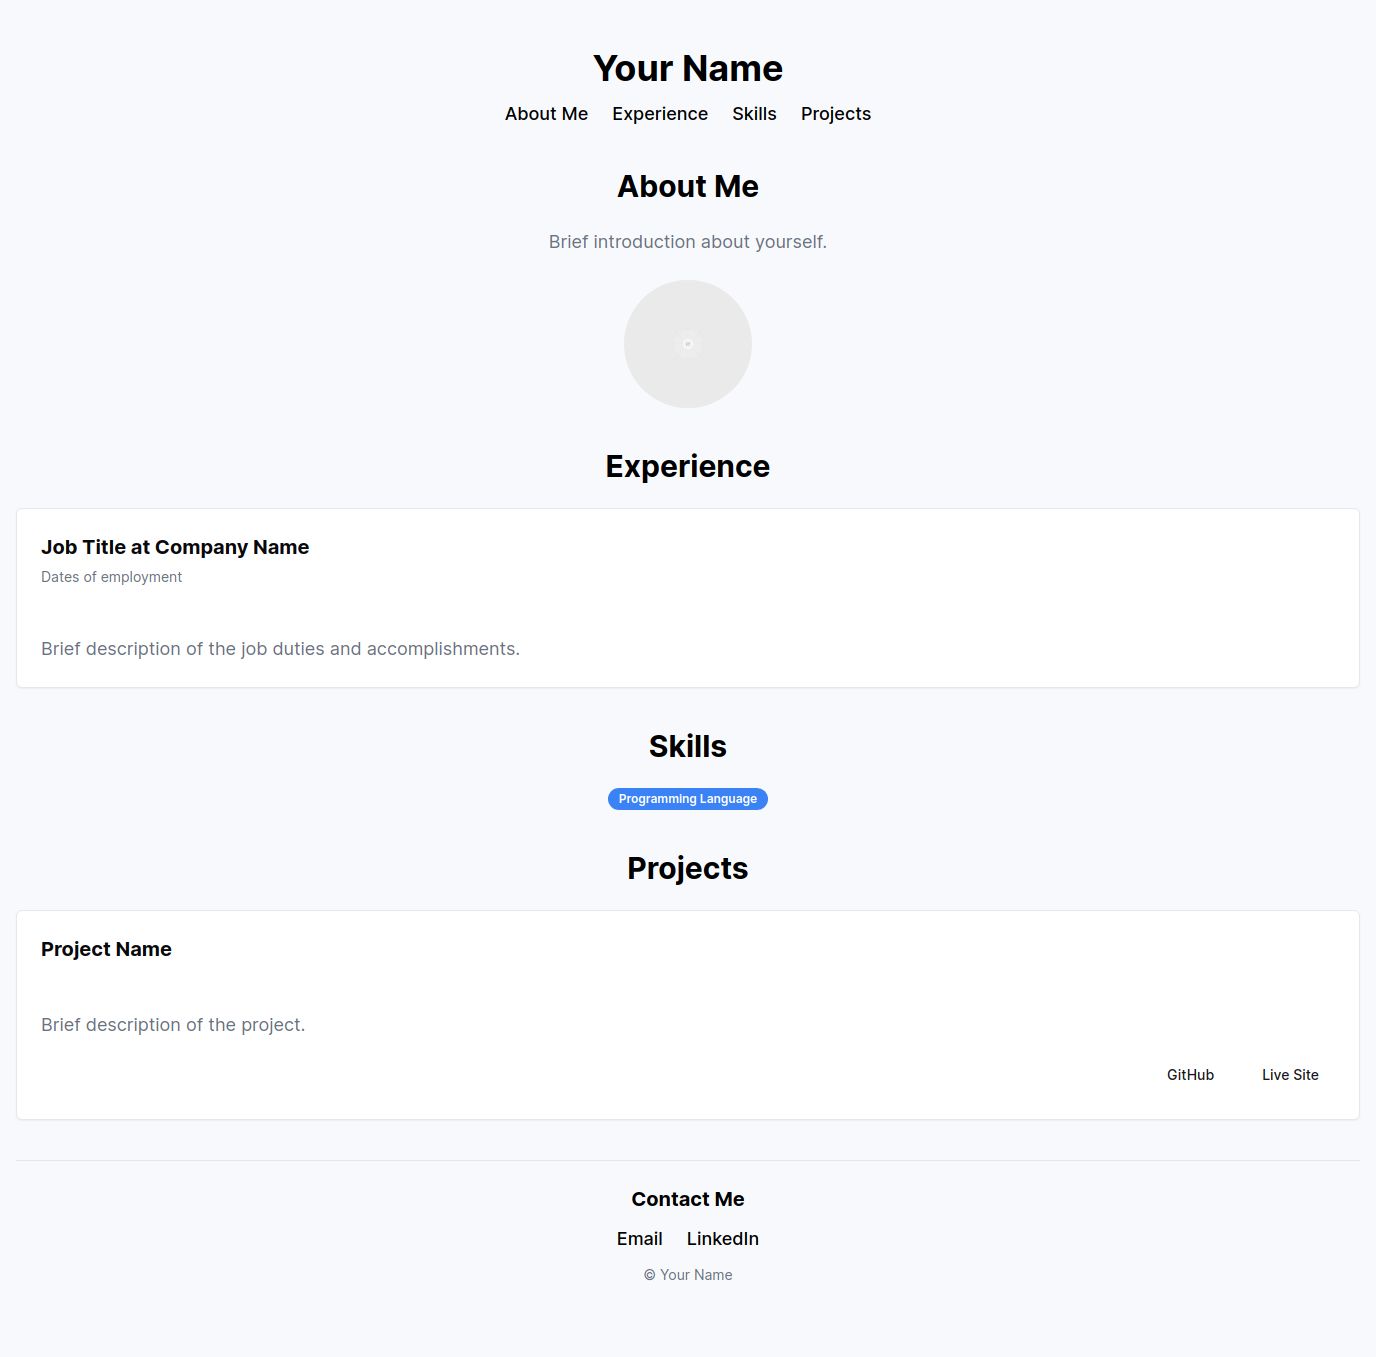 Your Name
About Me Experience Skills Projects
About Me
Brief introduction about yourself.
Experience
Job Title at Company Name
Dates of employment
Brief description of the job duties and accomplishments.
Skills
Programming Language
Projects
Project Name
Brief description of the project.
GitHub Live Site
Contact Me
Email LinkedIn
© Your Name